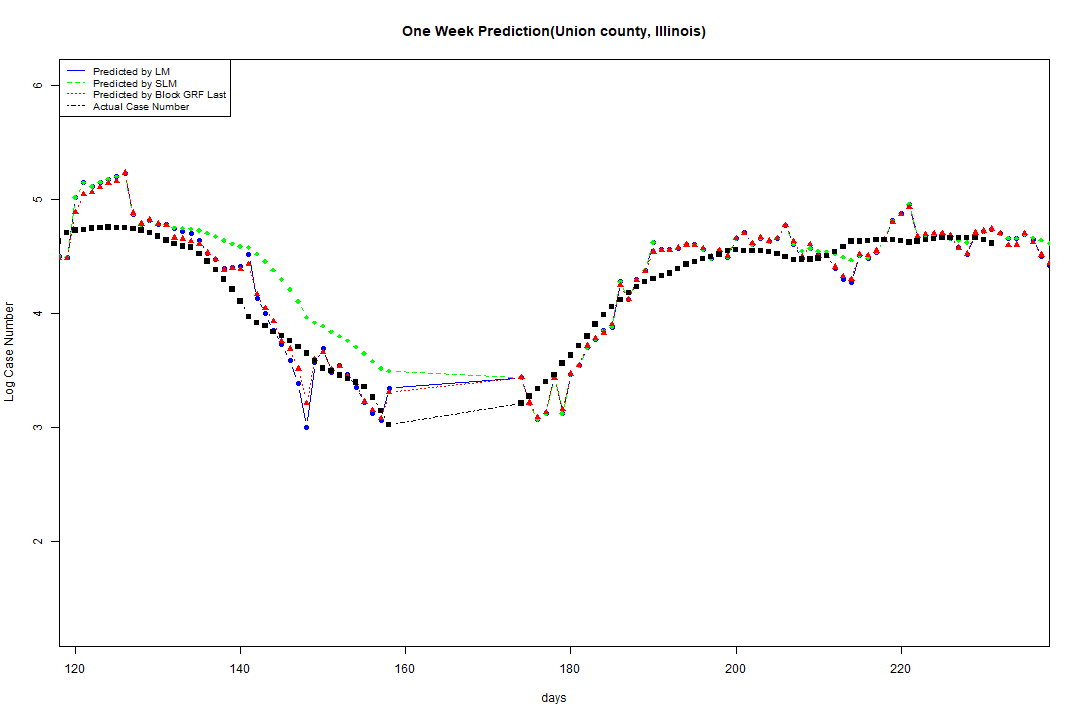 One Week Prediction(Union county, Illinois)
Predicted by LM
Predicted by SLM
Predicted by Block GRF Last
Actual Case Number
6
5
4
3
2
Log Case Number
120 140 160 180 200 220
days